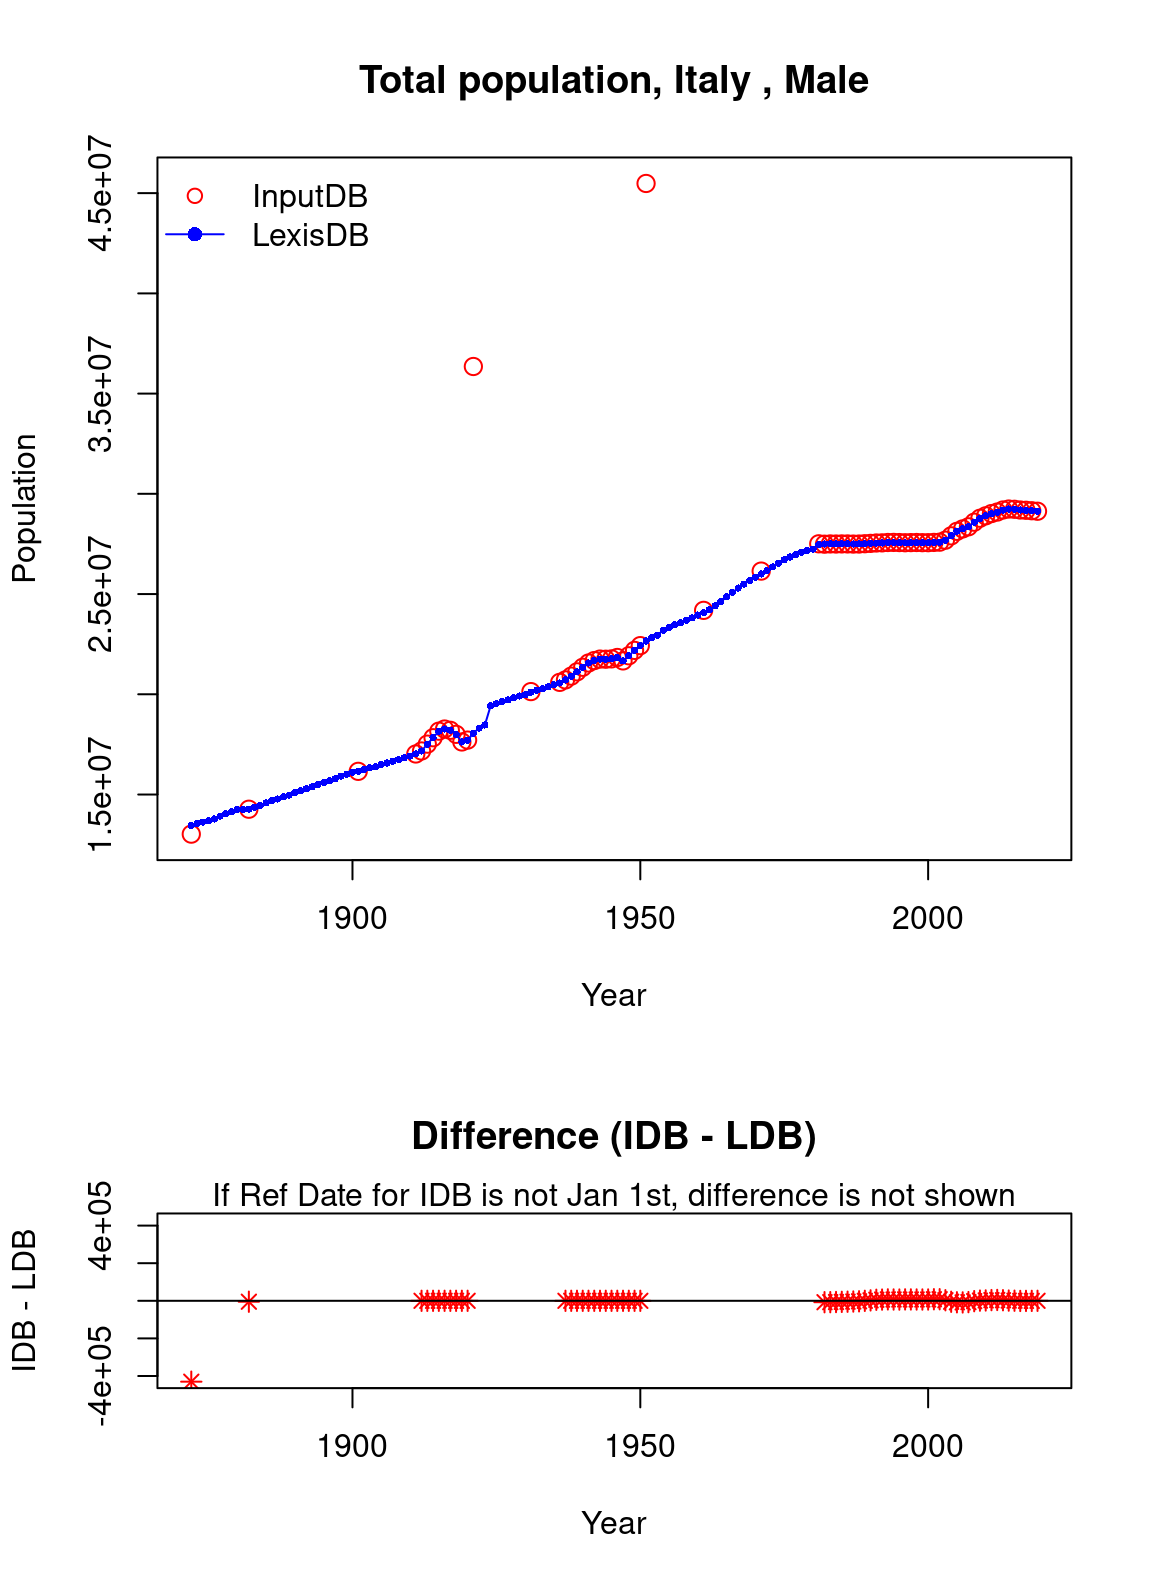 Total population, Italy , Male
InputDB
LexisDB
Population
4.5e+07
3.5e+07
2.5e+07
1.5e+07
1900 1950 2000
Year
Difference (IDB - LDB)
If Ref Date for IDB is not Jan 1st, difference is not shown
IDB - LDB
4e+05
-4e+05
1900 1950 2000
Year